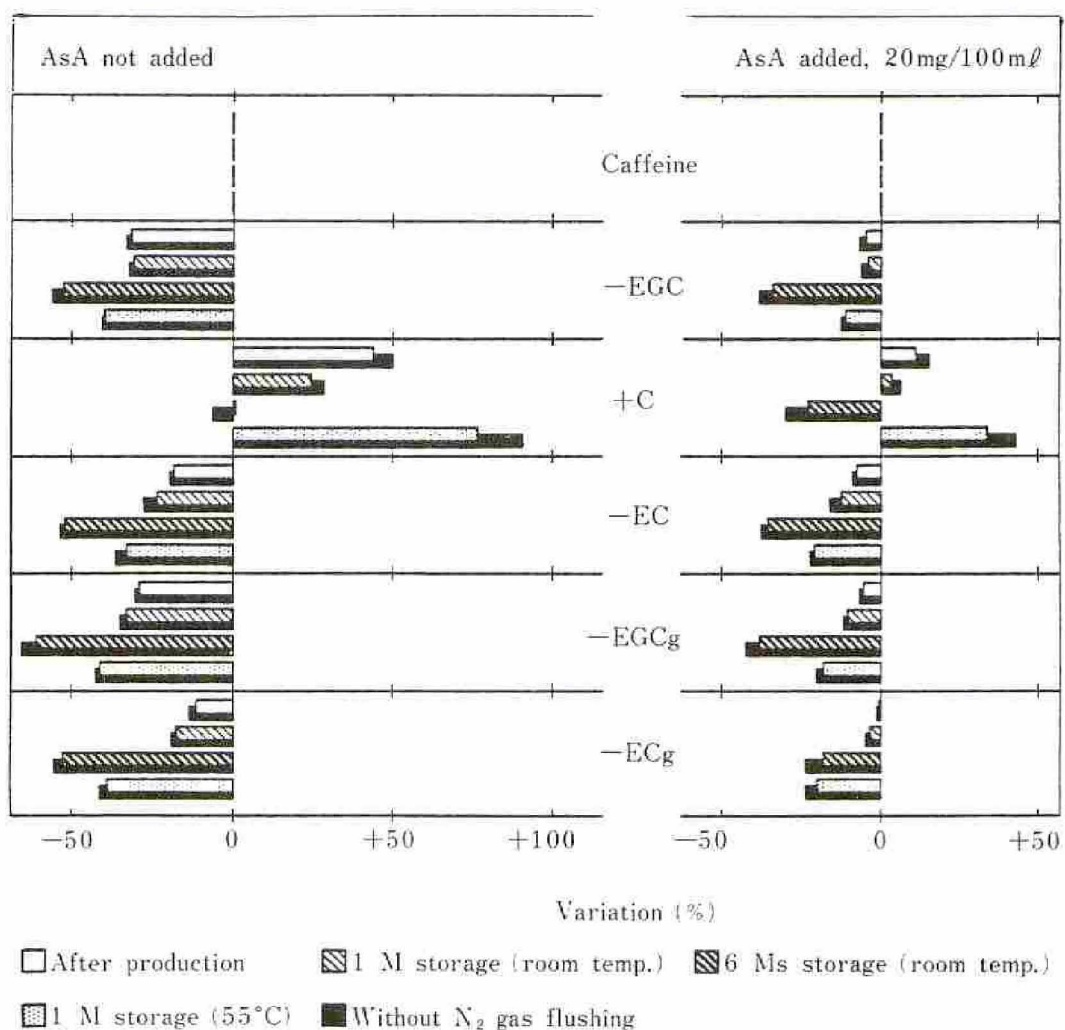 AsA not added
AsA added, 20mg/100mℓ
Caffeine
−EGC
+C
−EC
−EGCg
−ECg
−50 0 +50 +100 −50 0 +50
Variation (%)
After production 1 M storage (room temp.) 6 Ms storage (room temp.)
1 M storage (55°C) Without N₂ gas flushing